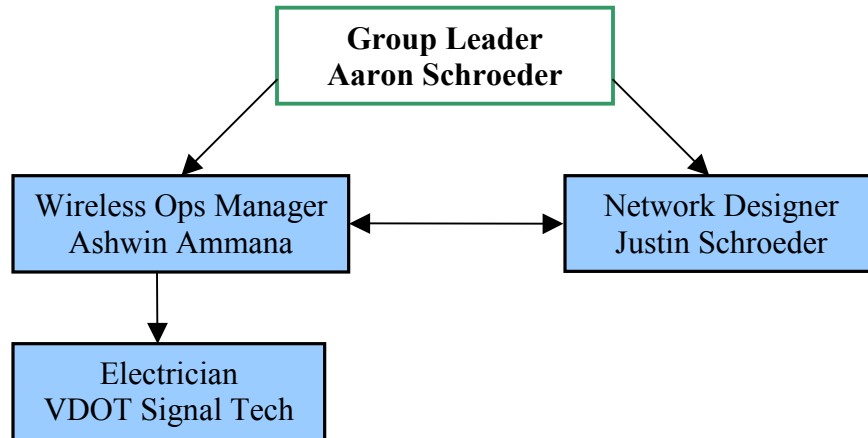 Group Leader
Aaron Schroeder
Wireless Ops Manager
Ashwin Ammana
Network Designer
Justin Schroeder
Electrician
VDOT Signal Tech